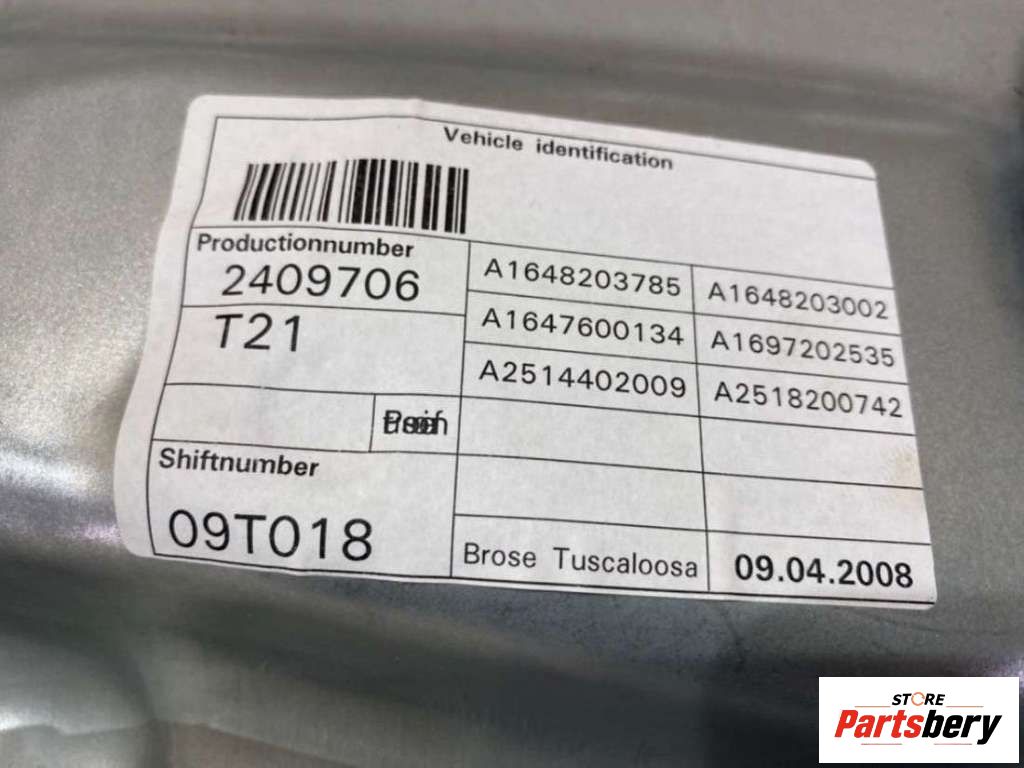 Vehicle identification
Productionnumber
2409706
T21
A1648203785 A1648203002
A1647600134 A1697202535
A2514402009 A2518200742
Shiftnumber
09T018
Brose Tuscaloosa 09.04.2008
STORE
Partsbery